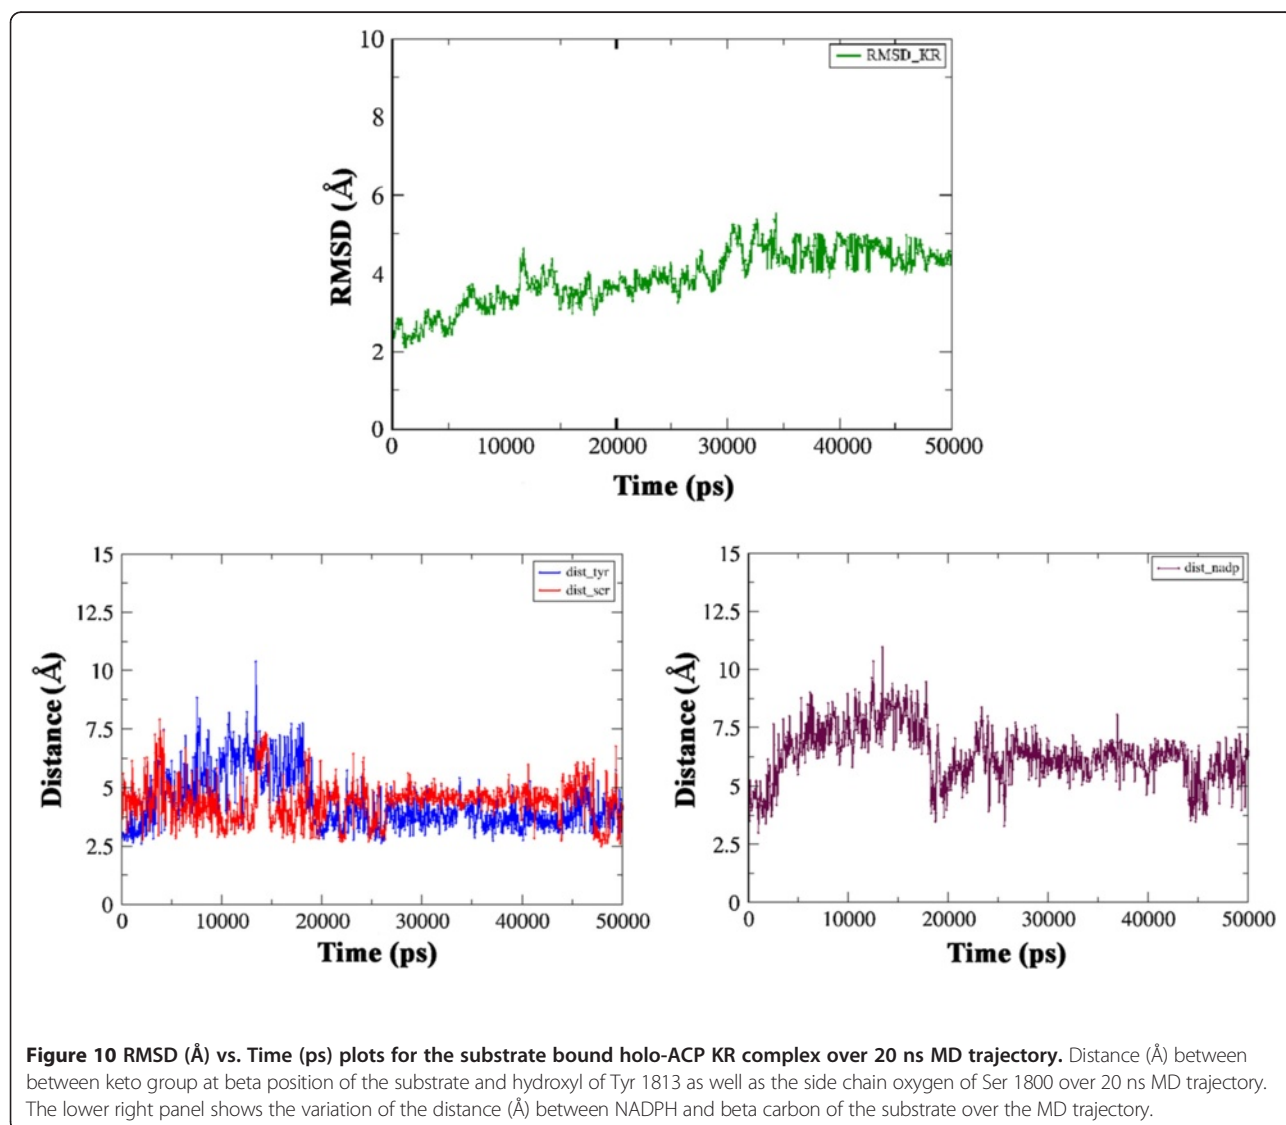 10
8
6
4
2
0
RMSD (Å)
RMSD_KR
0 10000 20000 30000 40000 50000
Time (ps)
15
12.5
10
7.5
5
2.5
0
Distance (Å)
dist_tyr
dist_ser
0 10000 20000 30000 40000 50000
Time (ps)
15
12.5
10
7.5
5
2.5
0
Distance (Å)
dist_nadp
0 10000 20000 30000 40000 50000
Time (ps)
Figure 10 RMSD (Å) vs. Time (ps) plots for the substrate bound holo-ACP KR complex over 20 ns MD trajectory. Distance (Å) between
between keto group at beta position of the substrate and hydroxyl of Tyr 1813 as well as the side chain oxygen of Ser 1800 over 20 ns MD trajectory.
The lower right panel shows the variation of the distance (Å) between NADPH and beta carbon of the substrate over the MD trajectory.